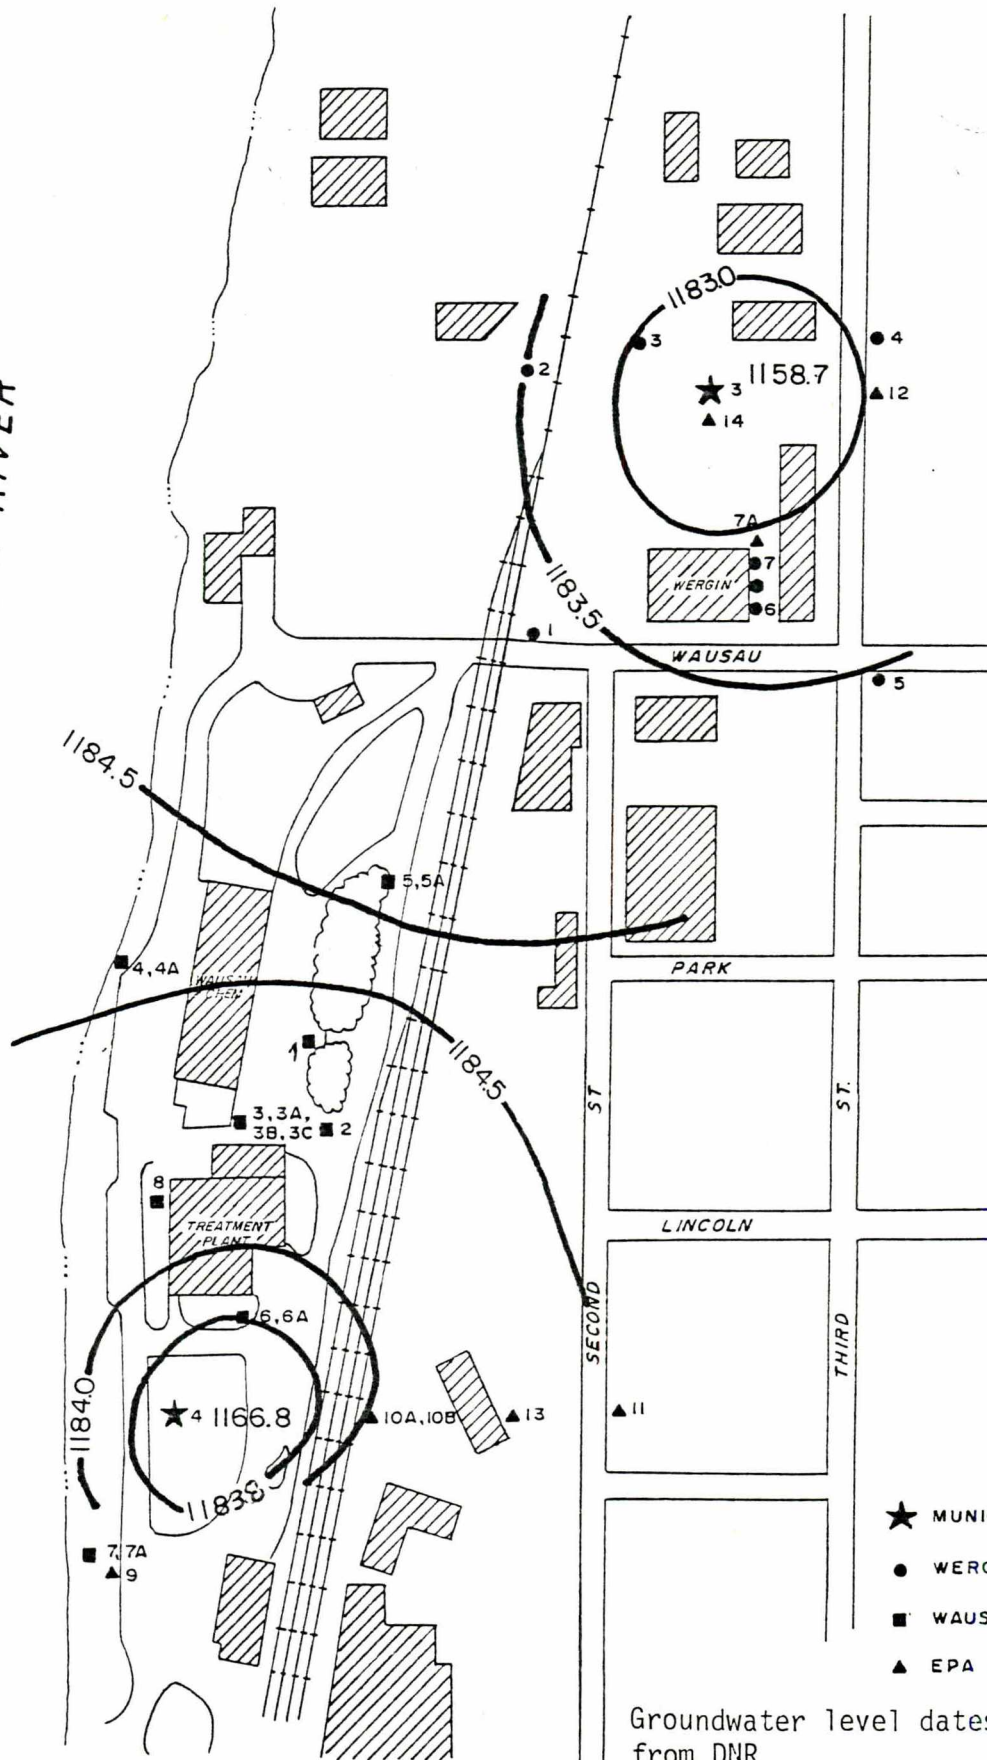 1183.0
3
4
2
1158.7
3
12
14
7A
7
WERGIN
6
1183.5
1
WAUSAU
5
1184.5
5,5A
PARK
4,4A
WAUSAU
CHEM
1
1184.5
ST
ST.
3,3A,
3B,3C
2
8
LINCOLN
TREATMENT
PLANT
6,6A
SECOND
THIRD
1184.0
4
1166.8
10A,10B
13
11
1183.8
7,7A
9
MUNI
WERG
WAUS
EPA
Groundwater level dates
from DNR